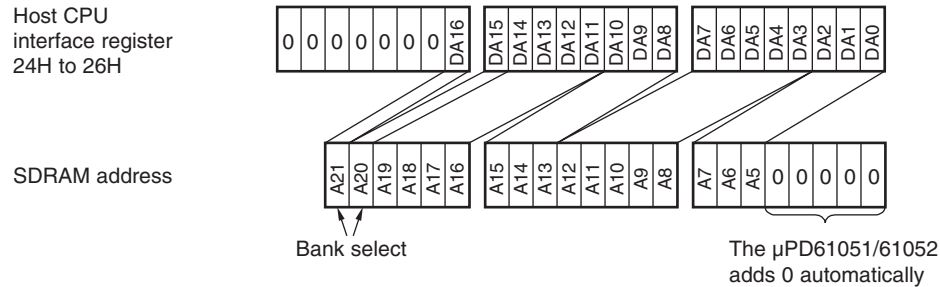 Host CPU
interface register
24H to 26H
0 0 0 0 0 0 0 DA16
DA15 DA14 DA13 DA12 DA11 DA10 DA9 DA8
DA7 DA6 DA5 DA4 DA3 DA2 DA1 DA0
SDRAM address
A21 A20 A19 A18 A17 A16
A15 A14 A13 A12 A11 A10 A9 A8
A7 A6 A5 0 0 0 0 0
Bank select
The µPD61051/61052
adds 0 automatically